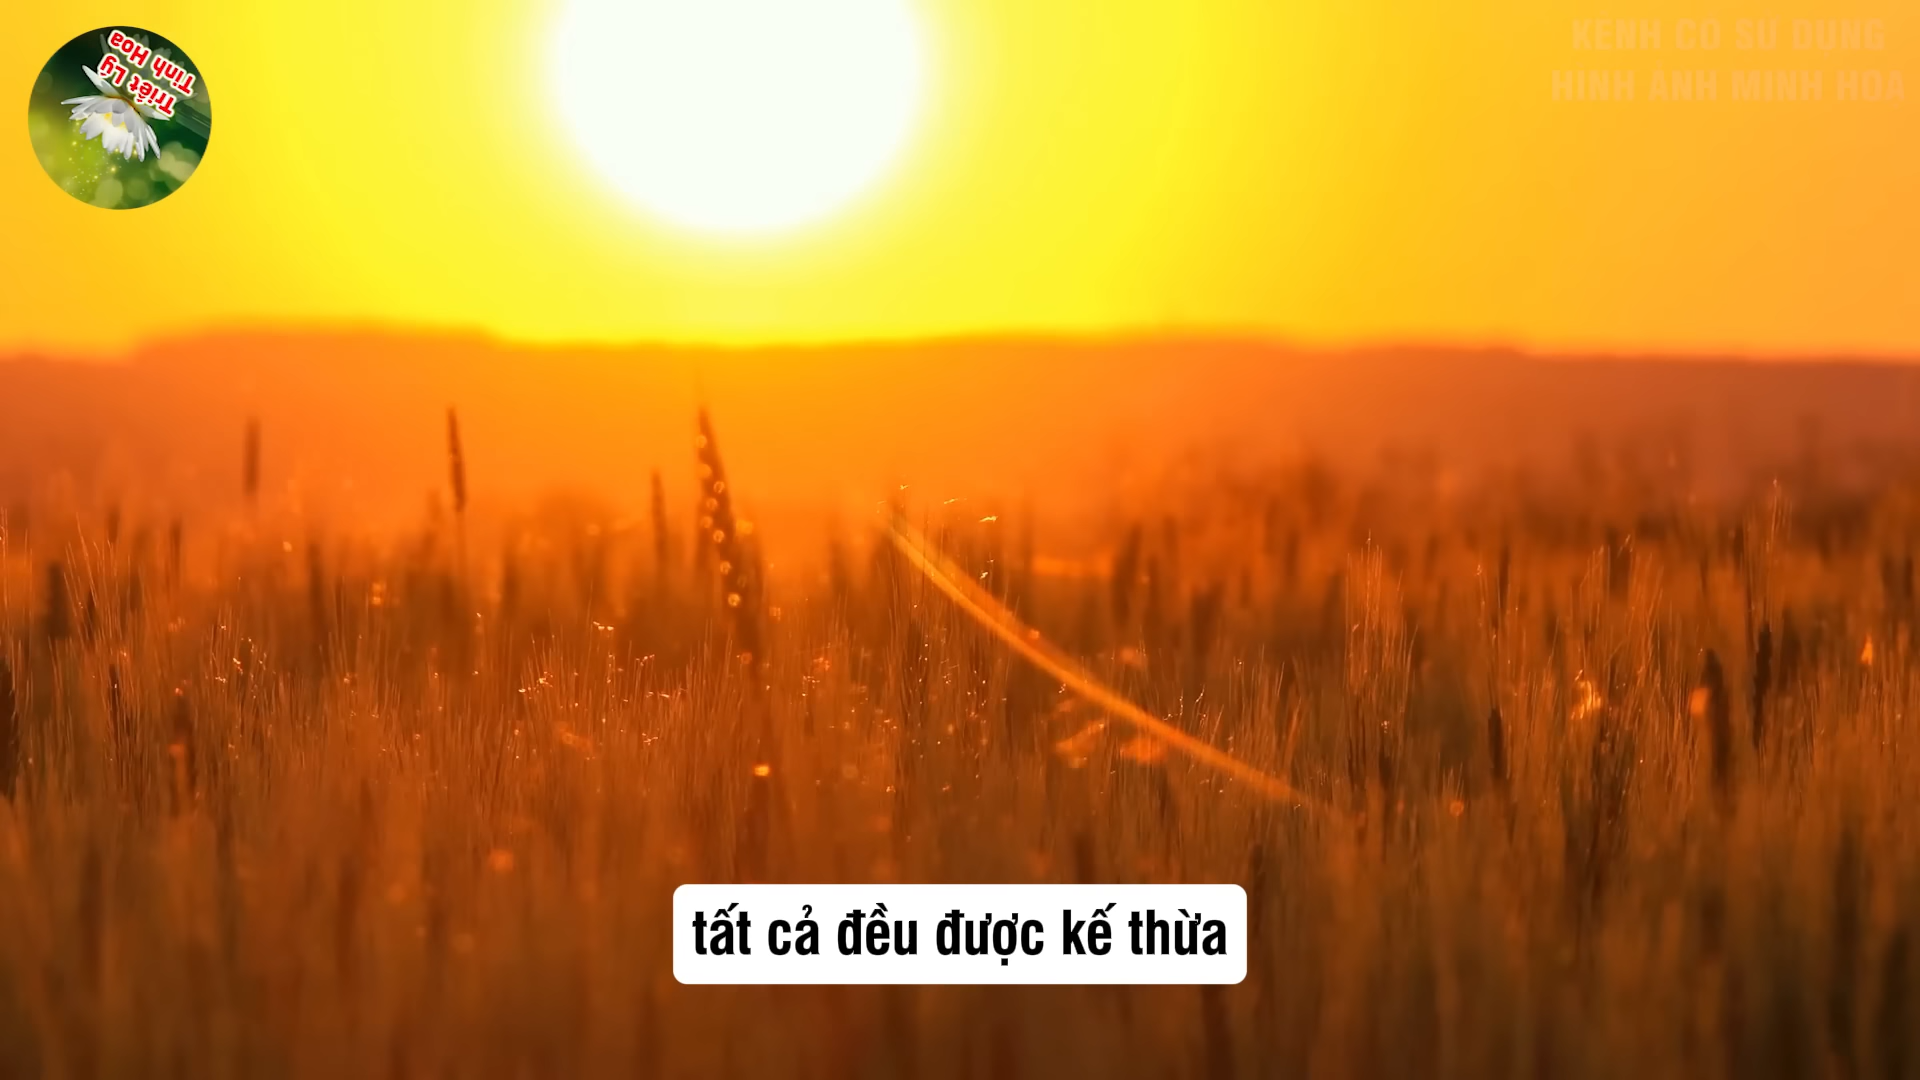 Triết Lý
Tinh Hoa
KÊNH CÓ SỬ DỤNG
HÌNH ẢNH MINH HỌA
tất cả đều được kế thừa